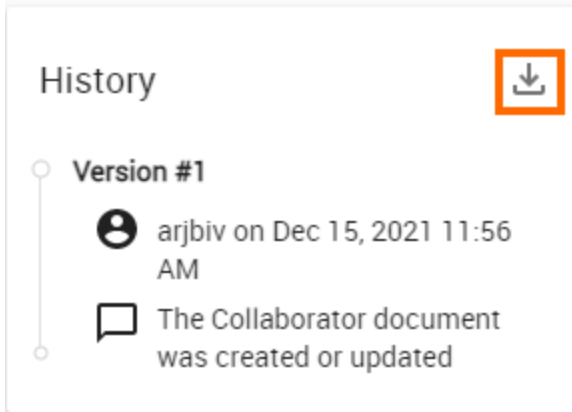 History
Version #1
arjbiv on Dec 15, 2021 11:56
AM
The Collaborator document
was created or updated